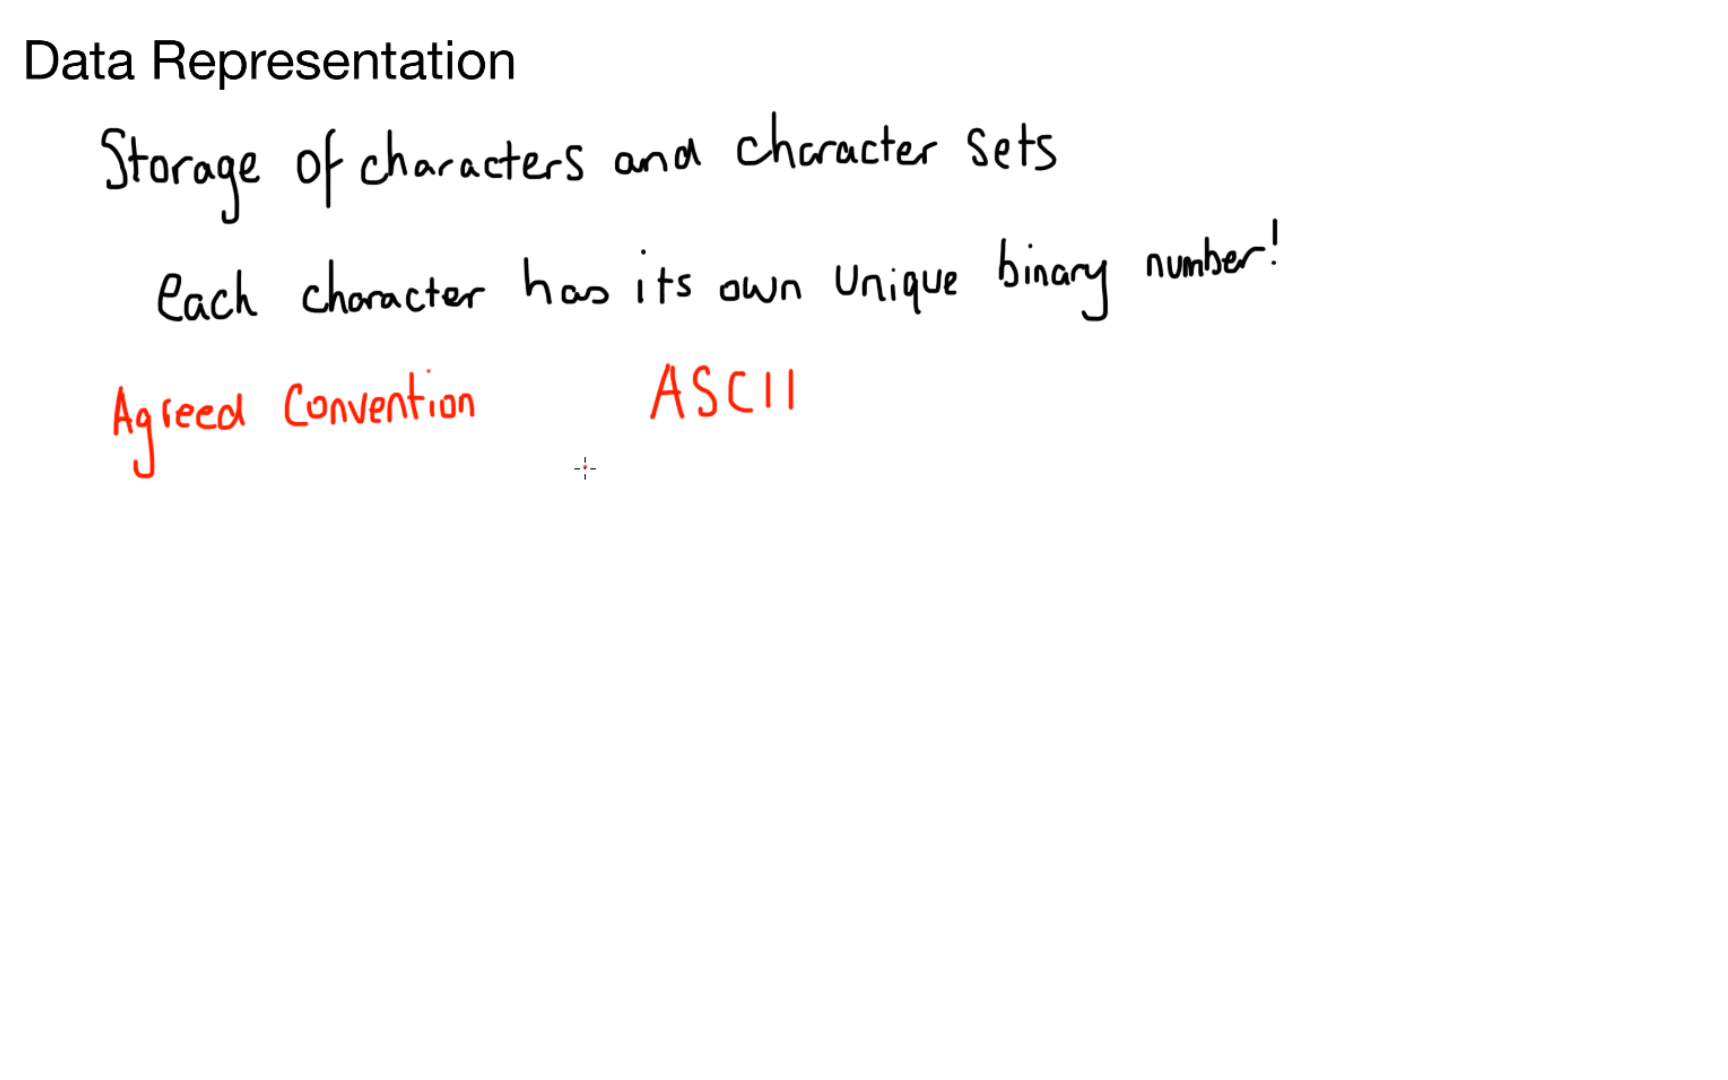 Data Representation
Storage of characters and character sets
each character has its own unique binary number!
Agreed Convention ASCII